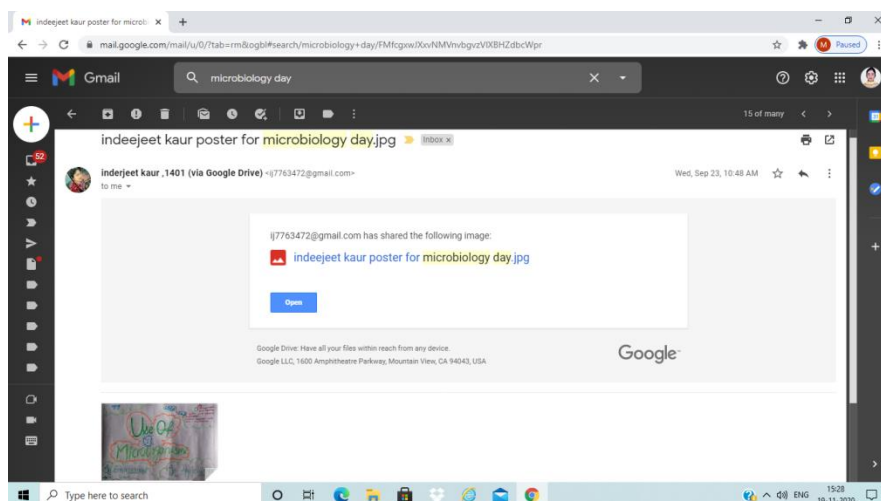 indeejeet kaur poster for microbi
mail.google.com/mail/u/0/?tab=rm&ogbl#search/microbiology+day/FMfcgxwJXxvNMVnvbgvzVlXBHZdbcWpr
Paused
Gmail
microbiology day
15 of many
52
indeejeet kaur poster for microbiology day.jpg
Inbox x
inderjeet kaur ,1401 (via Google Drive) <ij7763472@gmail.com>
Wed, Sep 23, 10:48 AM
to me
ij7763472@gmail.com has shared the following image:
indeejeet kaur poster for microbiology day.jpg
Open
Google Drive: Have all your files within reach from any device.
Google LLC, 1600 Amphitheatre Parkway, Mountain View, CA 94043, USA
Google
Use Of
Microorganism
Type here to search
ENG
15:28
19-11-2020